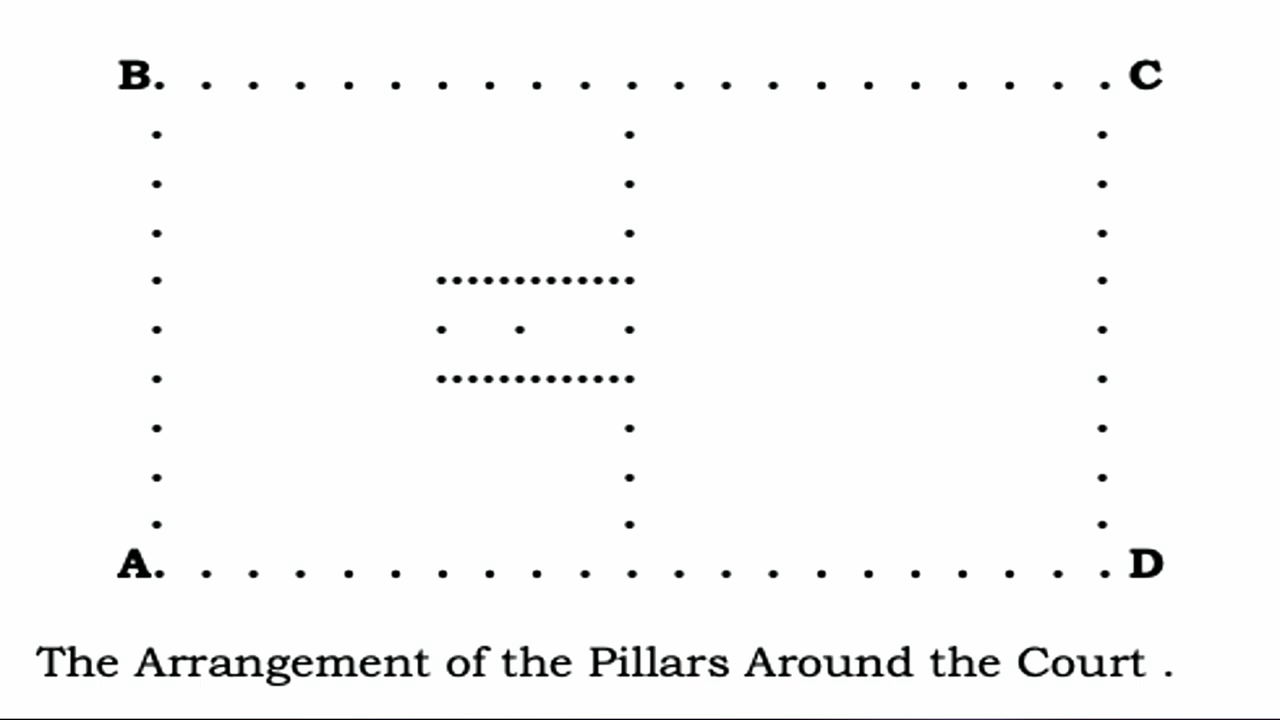 B C
A D
The Arrangement of the Pillars Around the Court .